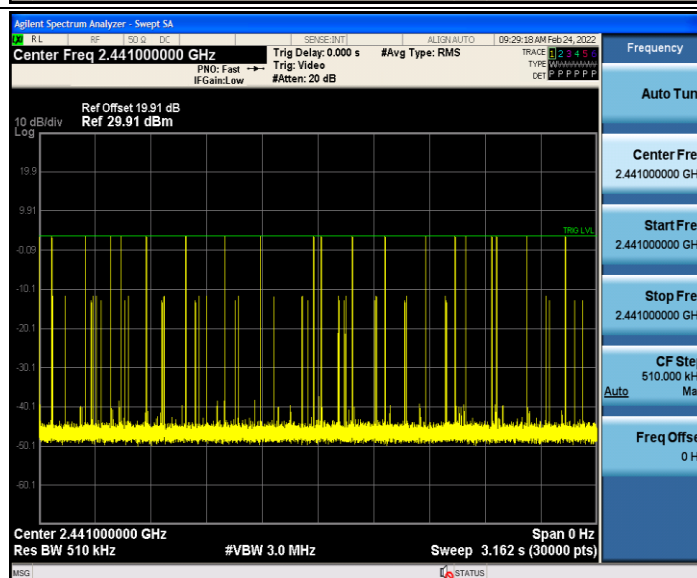 Agilent Spectrum Analyzer - Swept SA
RL RF 50 Ω DC SENSE:INT ALIGN AUTO 09:29:18 AM Feb 24, 2022
Center Freq 2.441000000 GHz
PNO: Fast
IFGain:Low
Trig Delay: 0.000 s
Trig: Video
#Atten: 20 dB
#Avg Type: RMS
TRACE 1 2 3 4 5 6
TYPE W
DET P P P P P P
Ref Offset 19.91 dB
10 dB/div Ref 29.91 dBm
Log
19.9
9.91
TRIG LVL
-0.09
-10.1
-20.1
-30.1
-40.1
-50.1
-60.1
Center 2.441000000 GHz Span 0 Hz
Res BW 510 kHz #VBW 3.0 MHz Sweep 3.162 s (30000 pts)
MSG STATUS
Frequency
Auto Tun
Center Fre
2.441000000 GH
Start Fre
2.441000000 GH
Stop Fre
2.441000000 GH
CF Ste
510.000 kH
Auto Ma
Freq Offse
0 H